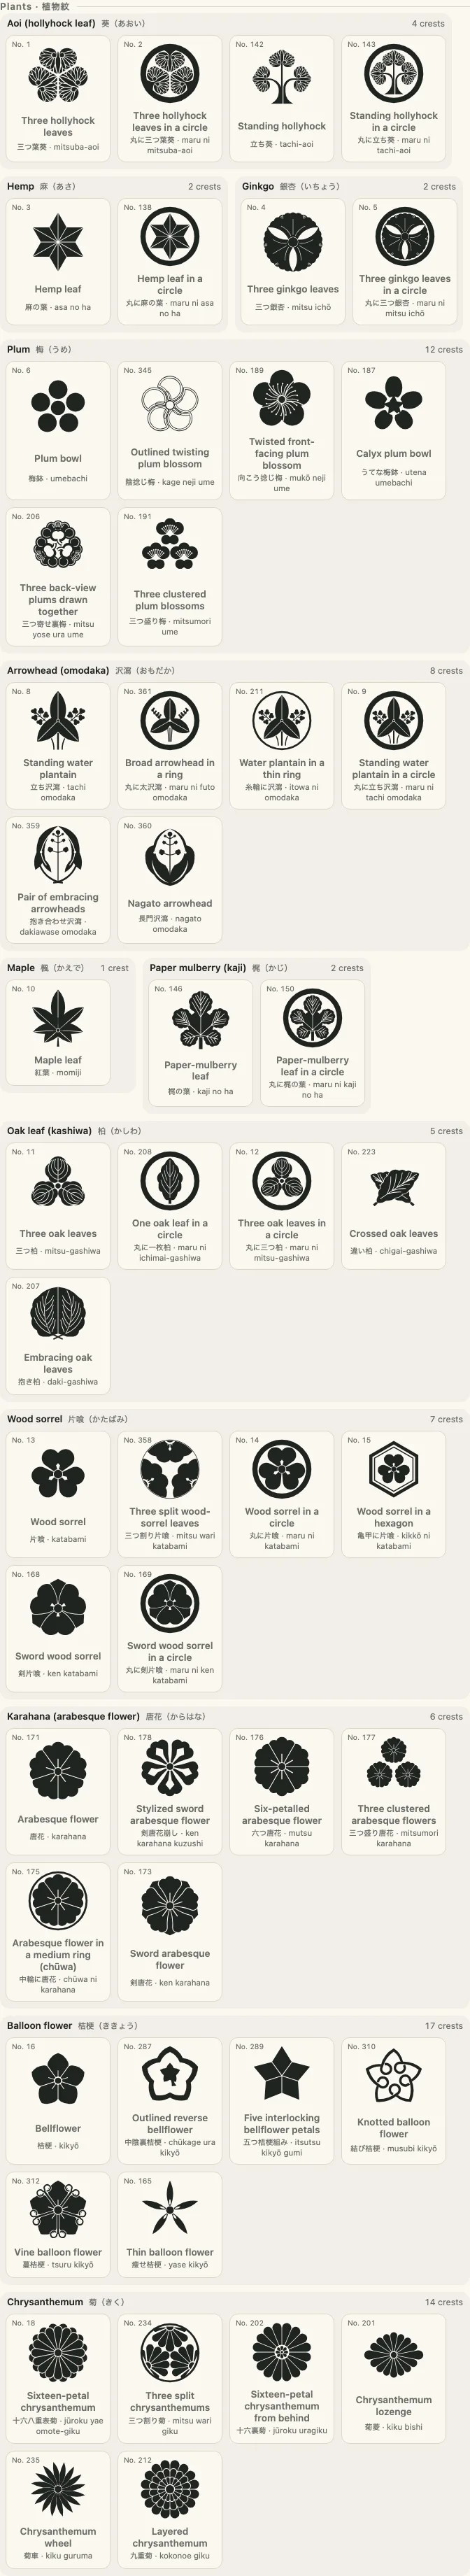 Plants · 植物紋
Aoi (hollyhock leaf) 葵（あおい） 4 crests
No. 1
Three hollyhock
leaves
三つ葉葵 · mitsuba-aoi
No. 2
Three hollyhock
leaves in a circle
丸に三つ葉葵 · maru ni
mitsuba-aoi
No. 142
Standing hollyhock
立ち葵 · tachi-aoi
No. 143
Standing hollyhock
in a circle
丸に立ち葵 · maru ni
tachi-aoi
Hemp 麻（あさ） 2 crests
No. 3
Hemp leaf
麻の葉 · asa no ha
No. 138
Hemp leaf in a
circle
丸に麻の葉 · maru ni asa
no ha
Ginkgo 銀杏（いちょう） 2 crests
No. 4
Three ginkgo leaves
三つ銀杏 · mitsu ichō
No. 5
Three ginkgo leaves
in a circle
丸に三つ銀杏 · maru ni
mitsu ichō
Plum 梅（うめ） 12 crests
No. 6
Plum bowl
梅鉢 · umebachi
No. 345
Outlined twisting
plum blossom
陰捻じ梅 · kage neji ume
No. 189
Twisted front-
facing plum
blossom
向こう捻じ梅 · mukō neji
ume
No. 187
Calyx plum bowl
うてな梅鉢 · utena
umebachi
No. 206
Three back-view
plums drawn
together
三つ寄せ裏梅 · mitsu
yose ura ume
No. 191
Three clustered
plum blossoms
三つ盛り梅 · mitsumori
ume
Arrowhead (omodaka) 沢瀉（おもだか） 8 crests
No. 8
Standing water
plantain
立ち沢瀉 · tachi
omodaka
No. 361
Broad arrowhead in
a ring
丸に太沢瀉 · maru ni futo
omodaka
No. 211
Water plantain in a
thin ring
糸輪に沢瀉 · itowa ni
omodaka
No. 9
Standing water
plantain in a circle
丸に立ち沢瀉 · maru ni
tachi omodaka
No. 359
Pair of embracing
arrowheads
抱き合わせ沢瀉 ·
dakiawase omodaka
No. 360
Nagato arrowhead
長門沢瀉 · nagato
omodaka
Maple 楓（かえで） 1 crest
No. 10
Maple leaf
紅葉 · momiji
Paper mulberry (kaji) 梶（かじ） 2 crests
No. 146
Paper-mulberry
leaf
梶の葉 · kaji no ha
No. 150
Paper-mulberry
leaf in a circle
丸に梶の葉 · maru ni kaji
no ha
Oak leaf (kashiwa) 柏（かしわ） 5 crests
No. 11
Three oak leaves
三つ柏 · mitsu-gashiwa
No. 208
One oak leaf in a
circle
丸に一枚柏 · maru ni
ichimai-gashiwa
No. 12
Three oak leaves in
a circle
丸に三つ柏 · maru ni
mitsu-gashiwa
No. 223
Crossed oak leaves
違い柏 · chigai-gashiwa
No. 207
Embracing oak
leaves
抱き柏 · daki-gashiwa
Wood sorrel 片喰（かたばみ） 7 crests
No. 13
Wood sorrel
片喰 · katabami
No. 358
Three split wood-
sorrel leaves
三つ割り片喰 · mitsu wari
katabami
No. 14
Wood sorrel in a
circle
丸に片喰 · maru ni
katabami
No. 15
Wood sorrel in a
hexagon
亀甲に片喰 · kikkō ni
katabami
No. 168
Sword wood sorrel
剣片喰 · ken katabami
No. 169
Sword wood sorrel
in a circle
丸に剣片喰 · maru ni ken
katabami
Karahana (arabesque flower) 唐花（からはな） 6 crests
No. 171
Arabesque flower
唐花 · karahana
No. 178
Stylized sword
arabesque flower
剣唐花崩し · ken
karahana kuzushi
No. 176
Six-petalled
arabesque flower
六つ唐花 · mutsu
karahana
No. 177
Three clustered
arabesque flowers
三つ盛り唐花 · mitsumori
karahana
No. 175
Arabesque flower in
a medium ring
(chūwa)
中輪に唐花 · chūwa ni
karahana
No. 173
Sword arabesque
flower
剣唐花 · ken karahana
Balloon flower 桔梗（ききょう） 17 crests
No. 16
Bellflower
桔梗 · kikyō
No. 287
Outlined reverse
bellflower
中陰裏桔梗 · chūkage ura
kikyō
No. 289
Five interlocking
bellflower petals
五つ桔梗組み · itsutsu
kikyō gumi
No. 310
Knotted balloon
flower
結び桔梗 · musubi kikyō
No. 312
Vine balloon flower
蔓桔梗 · tsuru kikyō
No. 165
Thin balloon flower
痩せ桔梗 · yase kikyō
Chrysanthemum 菊（きく） 14 crests
No. 18
Sixteen-petal
chrysanthemum
十六八重表菊 · jūroku yae
omote-giku
No. 234
Three split
chrysanthemums
三つ割り菊 · mitsu wari
giku
No. 202
Sixteen-petal
chrysanthemum
from behind
十六裏菊 · jūroku uragiku
No. 201
Chrysanthemum
lozenge
菊菱 · kiku bishi
No. 235
Chrysanthemum
wheel
菊車 · kiku guruma
No. 212
Layered
chrysanthemum
九重菊 · kokonoe giku